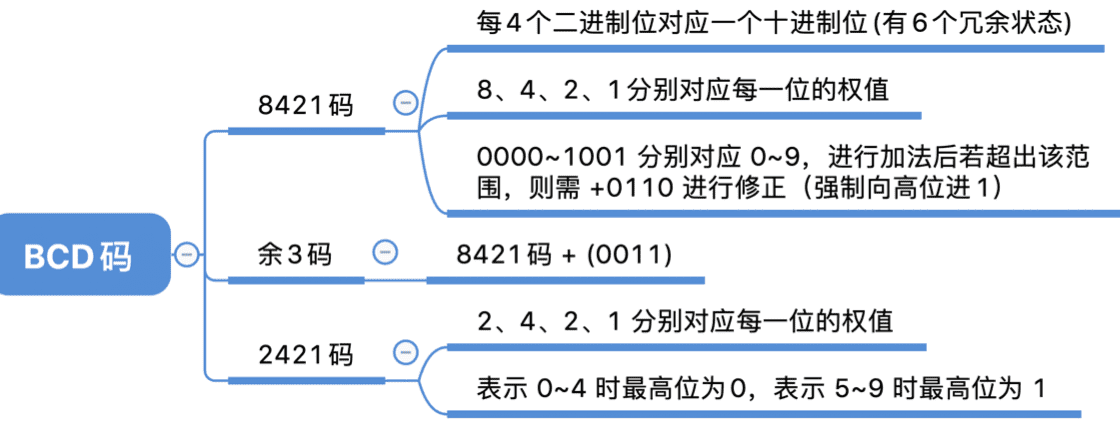 BCD码
8421码
每4个二进制位对应一个十进制位(有6个冗余状态)
8、4、2、1分别对应每一位的权值
0000~1001 分别对应 0~9，进行加法后若超出该范
围，则需 +0110 进行修正（强制向高位进1）
余3码
8421码 + (0011)
2421码
2、4、2、1 分别对应每一位的权值
表示 0~4 时最高位为0，表示 5~9 时最高位为 1